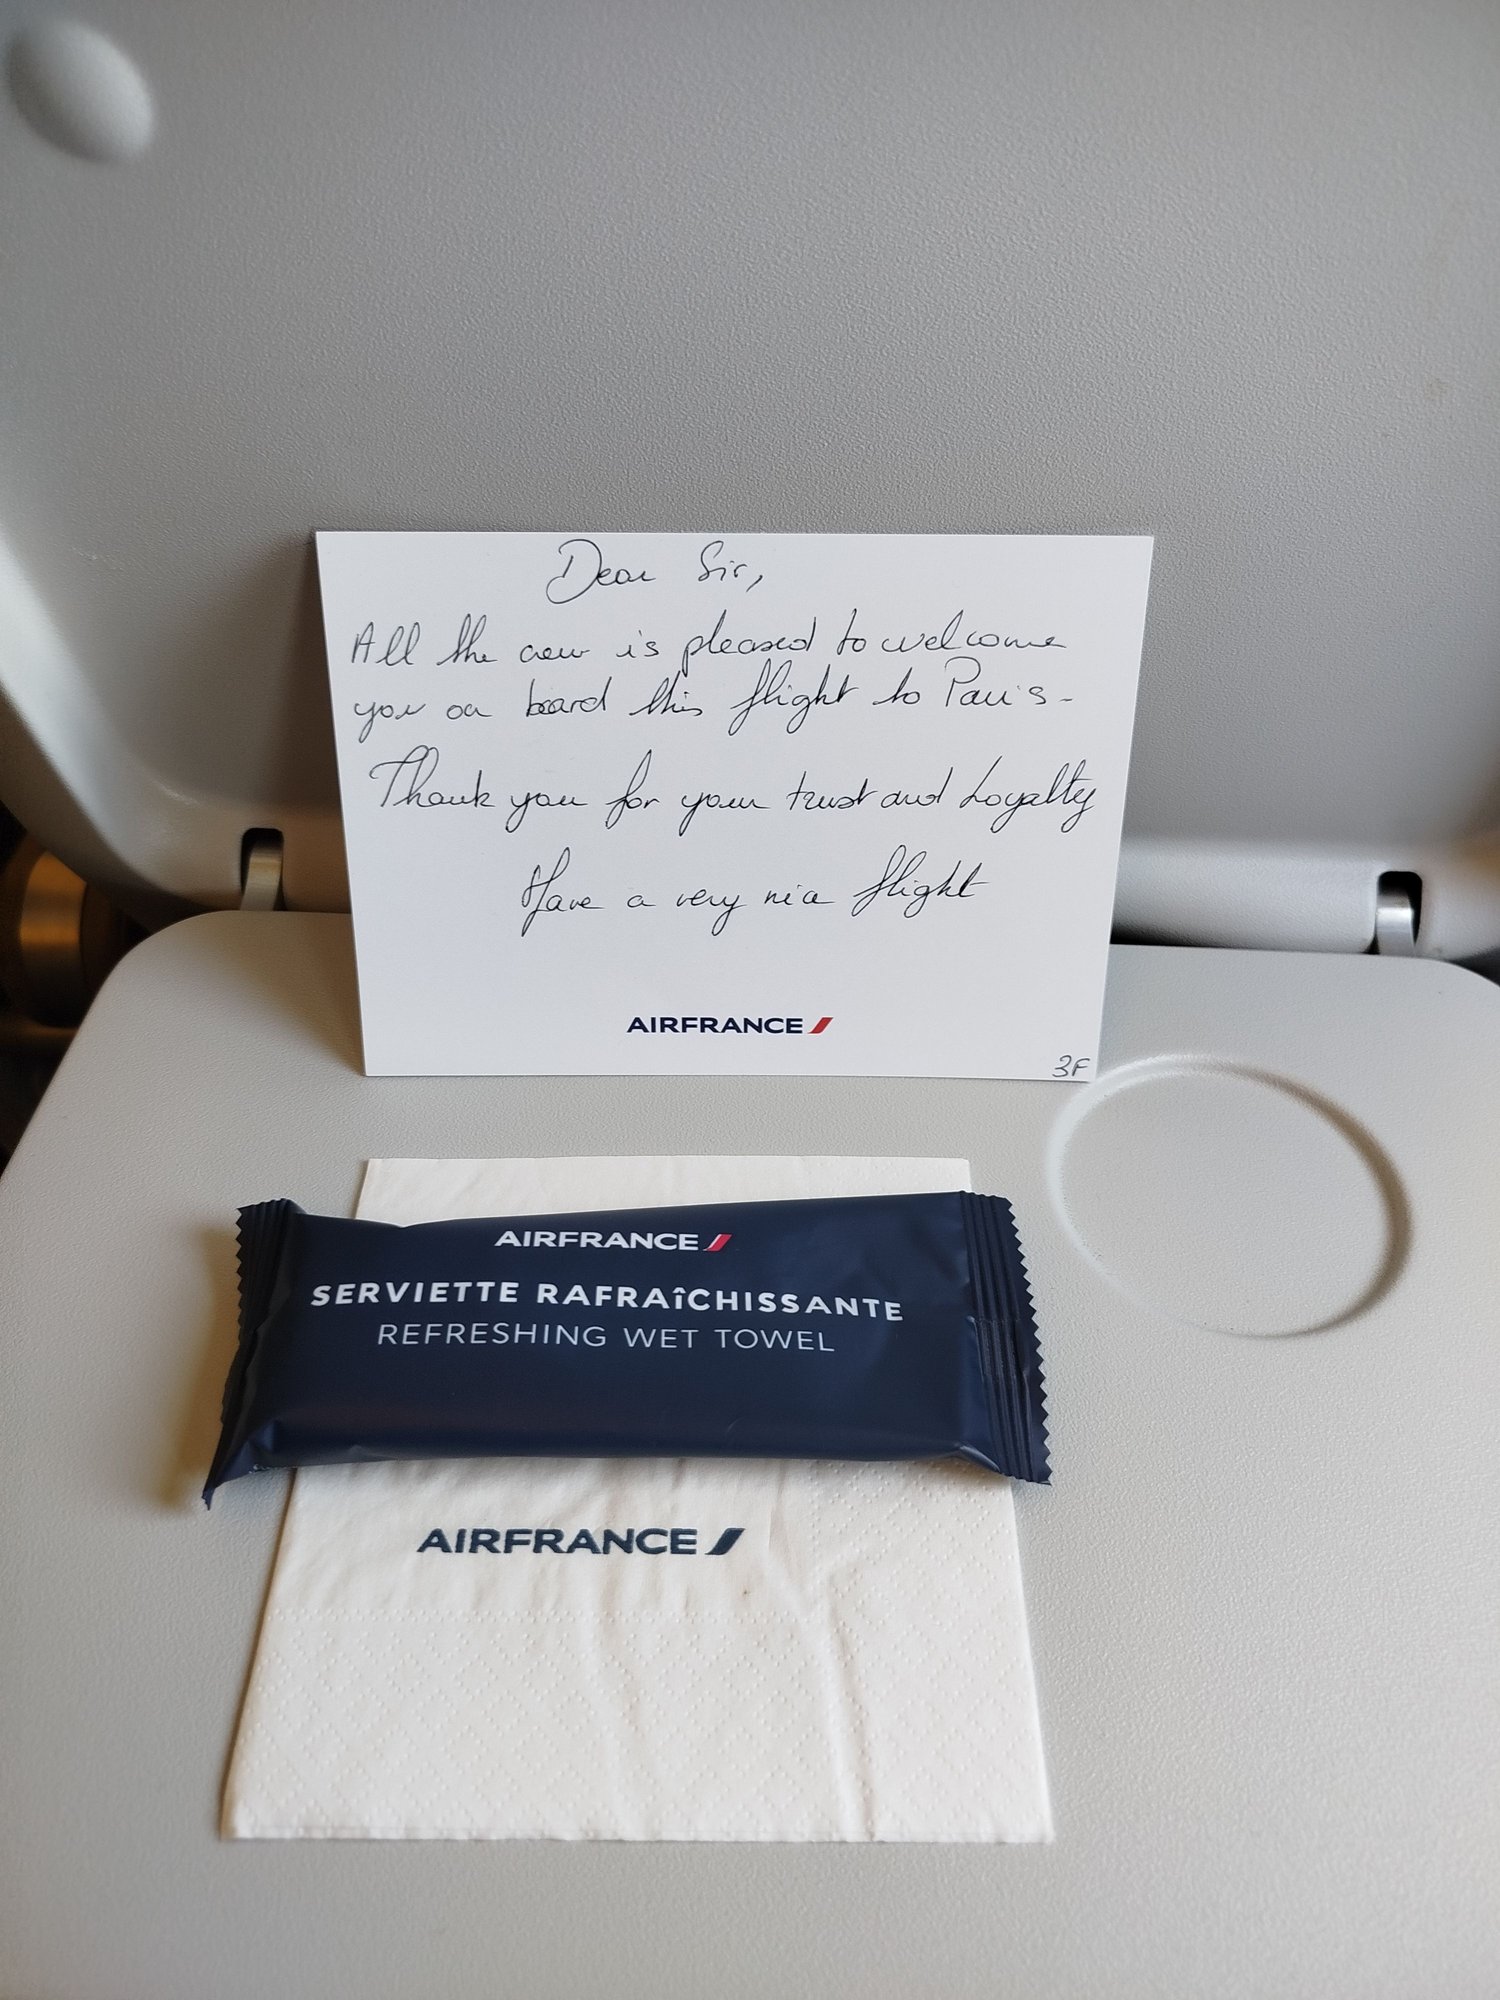 Dear Sir,
All the crew is pleased to welcome
you on board this flight to Paris-
Thank you for your trust and Loyalty
Have a very nice flight
AIRFRANCE
3F
AIRFRANCE
SERVIETTE RAFRAîCHISSANTE
REFRESHING WET TOWEL
AIRFRANCE